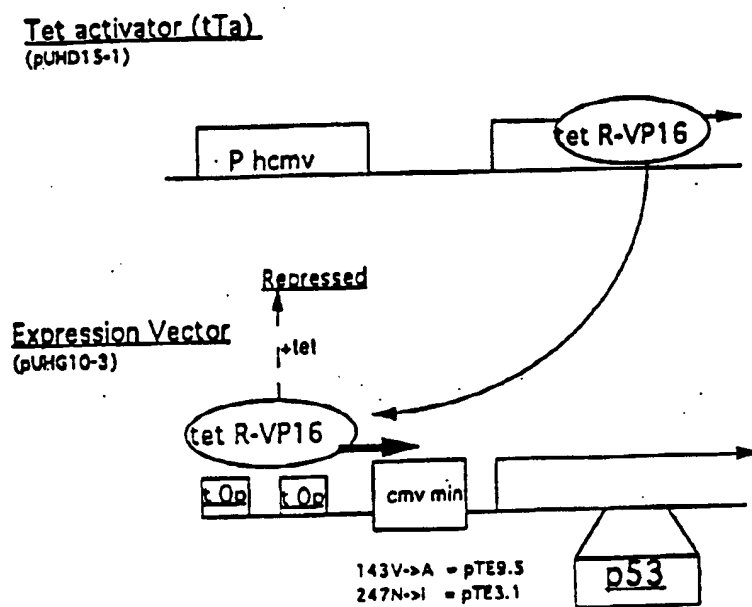 Tet activator (tTa)
(pUHD15-1)
P hcmv
tet R-VP16
Repressed
Expression Vector
(pUHG10-3)
+tet
tet R-VP16
t Op
t Op
cmv min
143V->A = pTE9.5
247N->I = pTE3.1
p53